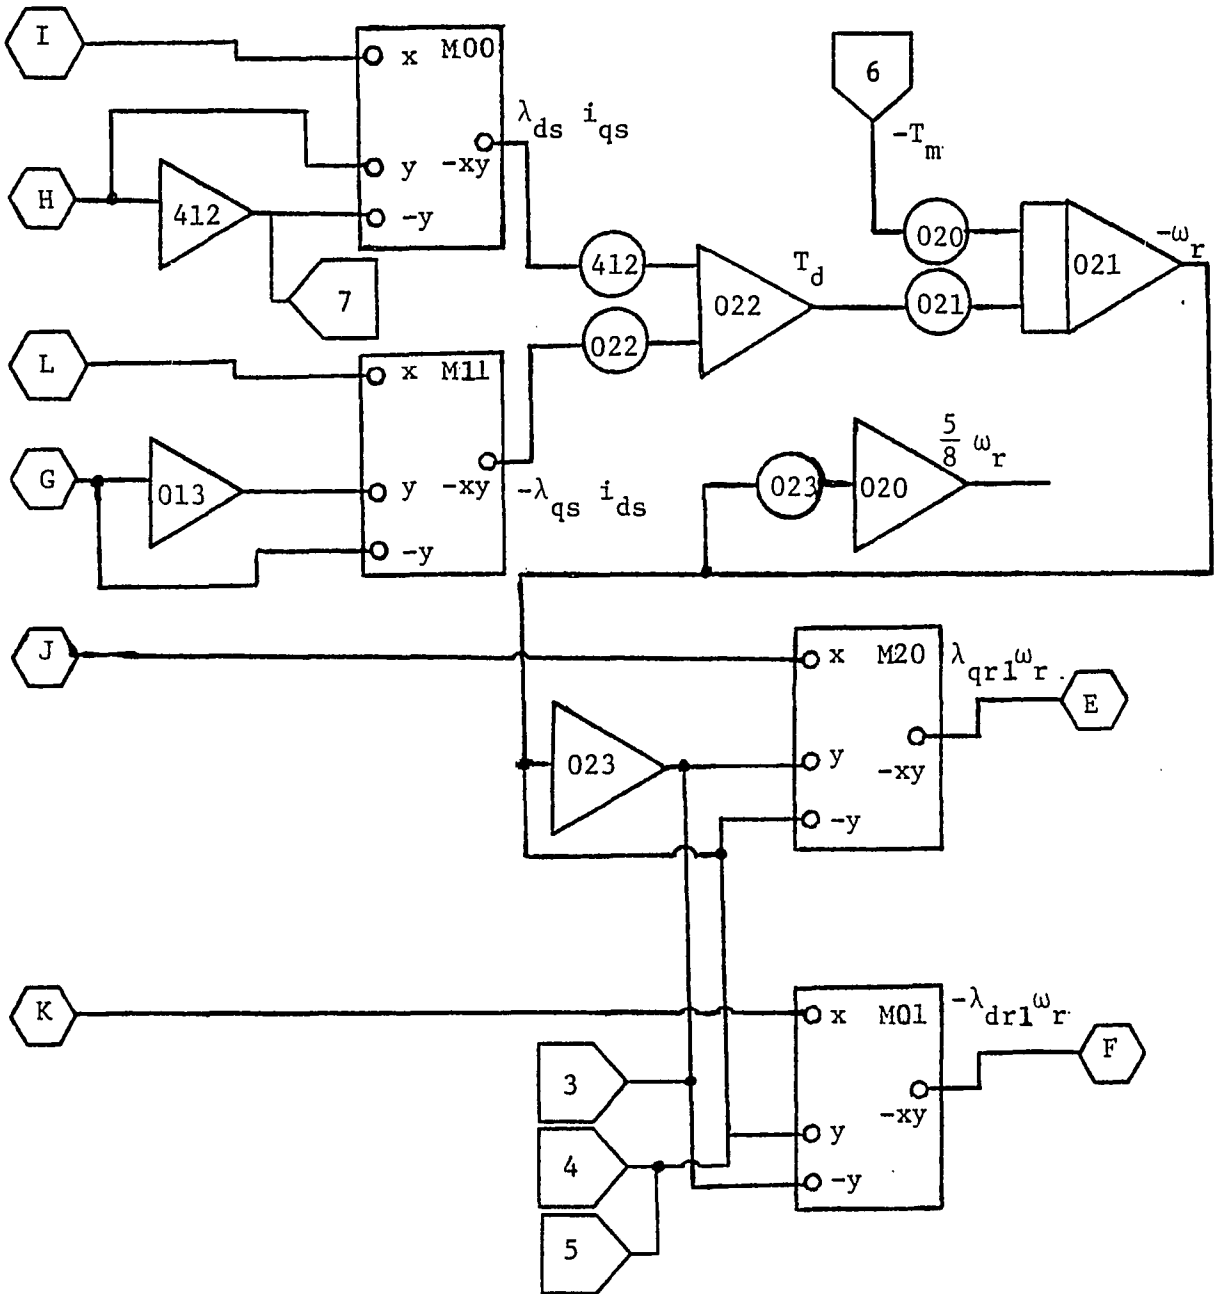 I
x M00
λds iqs
6
-Tm
H
412
y
-xy
-y
7
412
022
Td
022
020
021
021
-ωr
L
x M11
G
013
y
-xy
-y
-λqs ids
023
020
5/8 ωr
J
x M20
λqr1ωr
E
023
y
-xy
-y
K
x M01
-λdr1ωr
F
3
-xy
4
y
-y
5